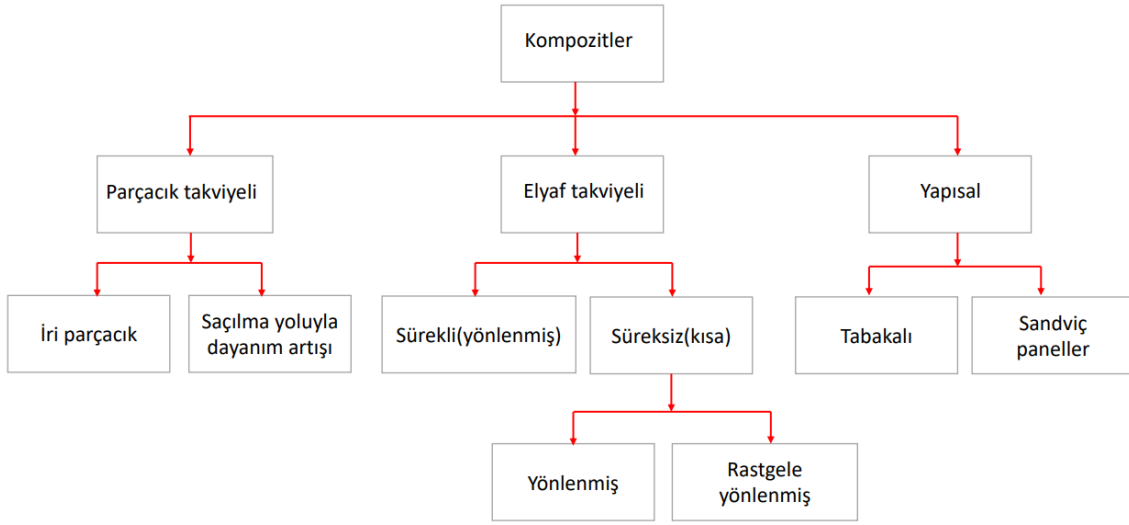 Kompozitler
Parçacık takviyeli
Elyaf takviyeli
Yapısal
İri parçacık
Saçılma yoluyla
dayanım artışı
Sürekli(yönlenmiş)
Süreksiz(kısa)
Tabakalı
Sandviç
paneller
Yönlenmiş
Rastgele
yönlenmiş